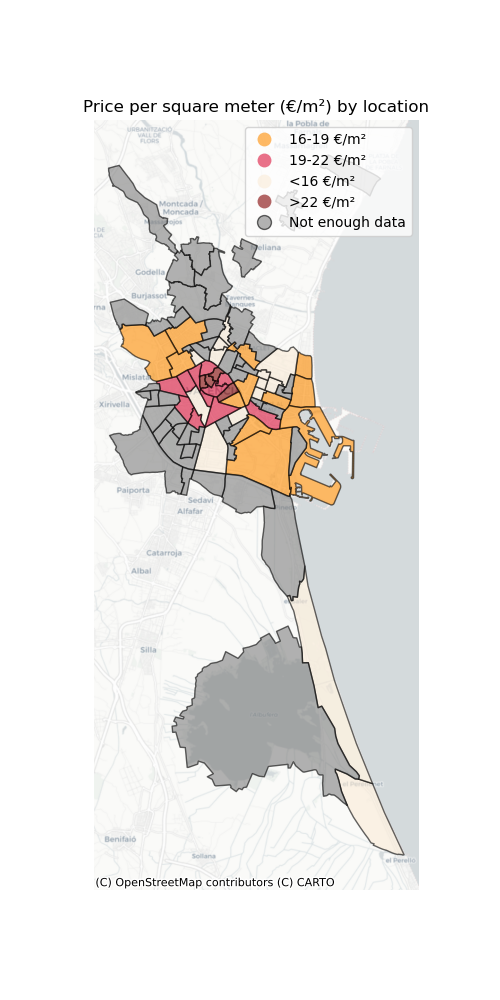 Price per square meter (€/m²) by location
la Pobla de
16-19 €/m²
19-22 €/m²
<16 €/m²
>22 €/m²
Not enough data
URBANITZACIÓ
VALL DE
FLORS
Montcada /
Moncada
Godella
Burjassot
Tavernes
Blanques
Mislata
Xirivella
Paiporta
Sedaví
Alfafar
Catarroja
Albal
Silla
Benifaió
Sollana
el Perelló
(C) OpenStreetMap contributors (C) CARTO